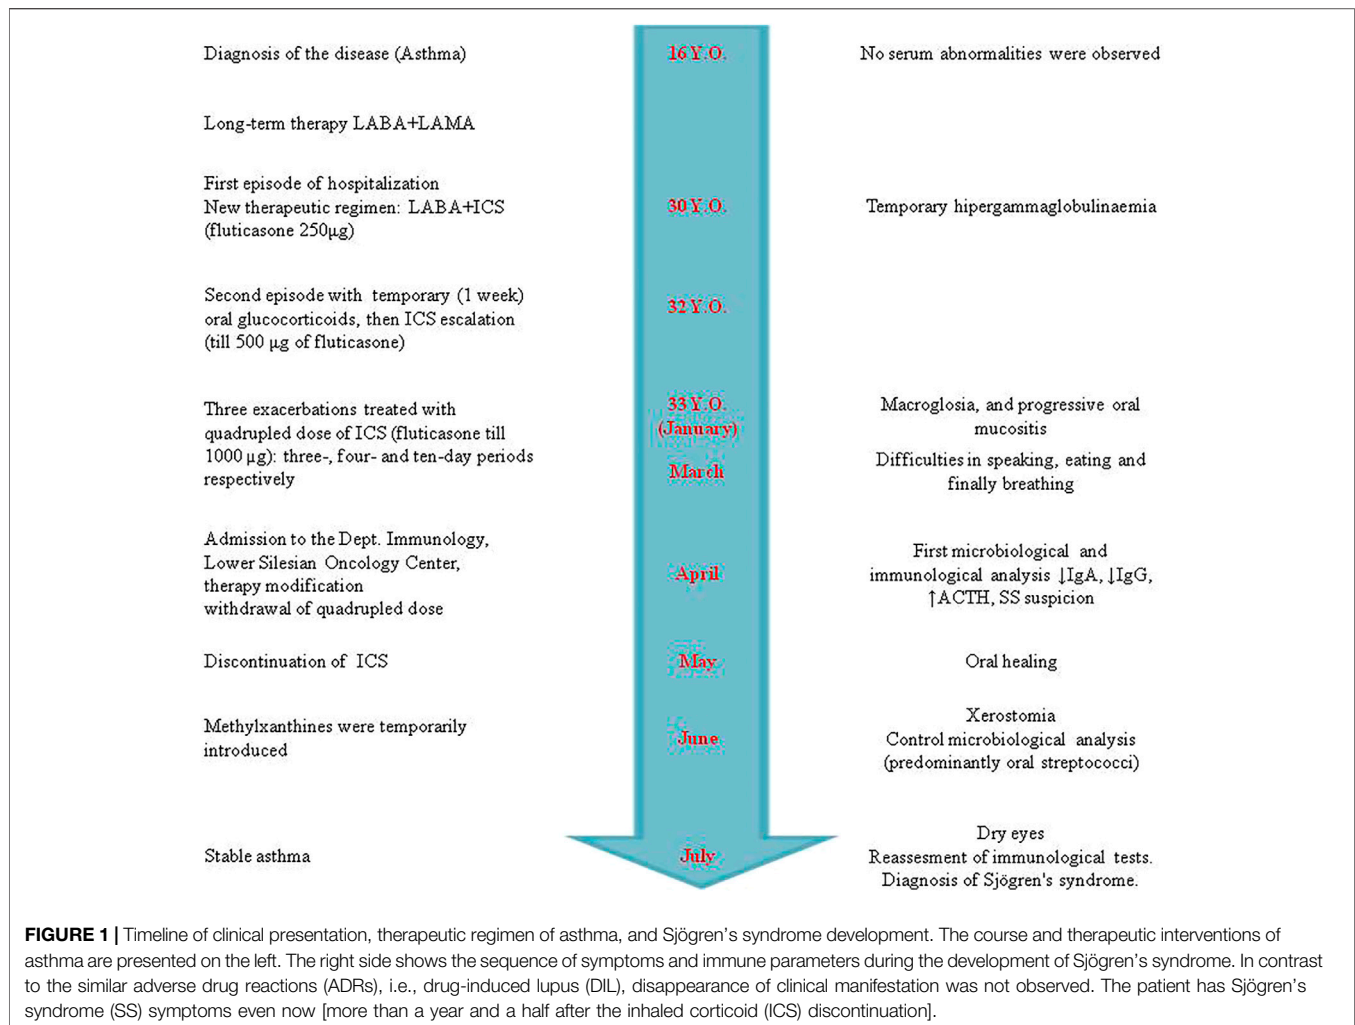 Diagnosis of the disease (Asthma)
16 Y.O.
No serum abnormalities were observed
Long-term therapy LABA+LAMA
First episode of hospitalization
New therapeutic regimen: LABA+ICS
(fluticasone 250μg)
30 Y.O.
Temporary hipergammaglobulinaemia
Second episode with temporary (1 week)
oral glucocorticoids, then ICS escalation
(till 500 μg of fluticasone)
32 Y.O.
Three exacerbations treated with
quadrupled dose of ICS (fluticasone till
1000 μg): three-, four- and ten-day periods
respectively
33 Y.O.
(January)
Macroglosia, and progressive oral
mucositis
March
Difficulties in speaking, eating and
finally breathing
Admission to the Dept. Immunology,
Lower Silesian Oncology Center,
therapy modification
withdrawal of quadrupled dose
April
First microbiological and
immunological analysis ↓IgA, ↓IgG,
↑ACTH, SS suspicion
Discontinuation of ICS
May
Oral healing
Methylxanthines were temporarily
introduced
June
Xerostomia
Control microbiological analysis
(predominantly oral streptococci)
Stable asthma
July
Dry eyes
Reassesment of immunological tests.
Diagnosis of Sjögren's syndrome.
FIGURE 1 | Timeline of clinical presentation, therapeutic regimen of asthma, and Sjögren's syndrome development. The course and therapeutic interventions of
asthma are presented on the left. The right side shows the sequence of symptoms and immune parameters during the development of Sjögren's syndrome. In contrast
to the similar adverse drug reactions (ADRs), i.e., drug-induced lupus (DIL), disappearance of clinical manifestation was not observed. The patient has Sjögren's
syndrome (SS) symptoms even now [more than a year and a half after the inhaled corticoid (ICS) discontinuation].